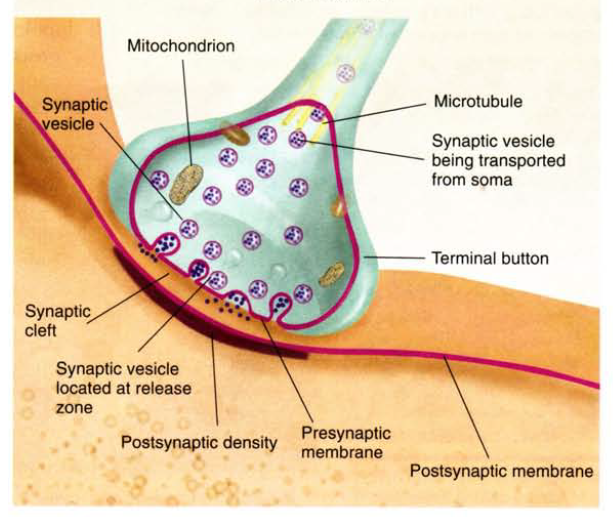 Mitochondrion
Synaptic
vesicle
Microtubule
Synaptic vesicle
being transported
from soma
Terminal button
Synaptic
cleft
Synaptic vesicle
located at release
zone
Postsynaptic density
Presynaptic
membrane
Postsynaptic membrane